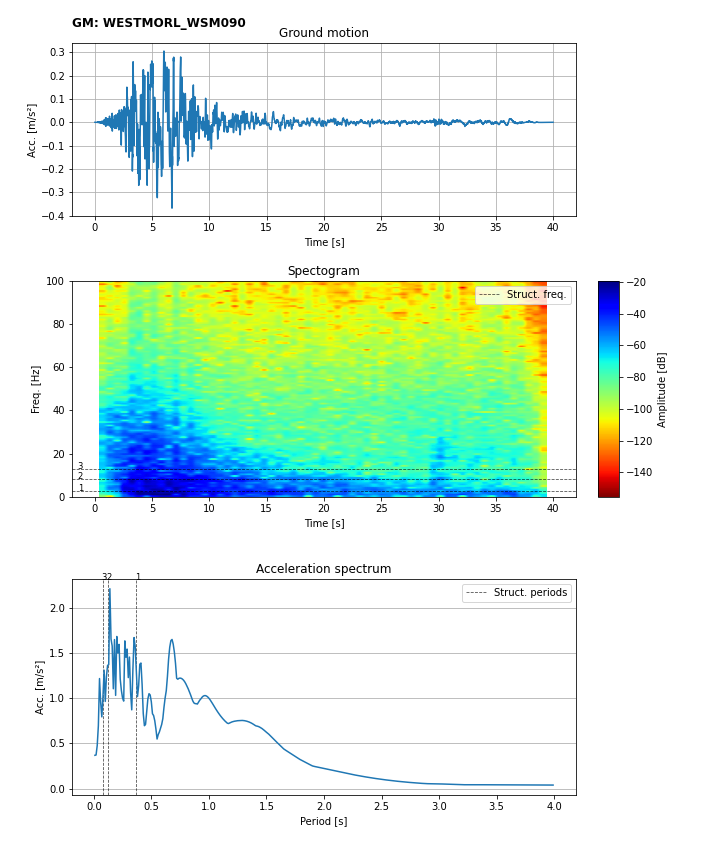 GM: WESTMORL_WSM090
Ground motion
0.3
0.2
0.1
0.0
−0.1
−0.2
−0.3
−0.4
Acc. [m/s²]
0 5 10 15 20 25 30 35 40
Time [s]
Spectogram
100
80
60
40
20
0
Freq. [Hz]
Struct. freq.
3
2
1
0 5 10 15 20 25 30 35 40
Time [s]
−20
−40
−60
−80
−100
−120
−140
Amplitude [dB]
Acceleration spectrum
3 2 1
Struct. periods
2.0
1.5
1.0
0.5
0.0
Acc. [m/s²]
0.0 0.5 1.0 1.5 2.0 2.5 3.0 3.5 4.0
Period [s]